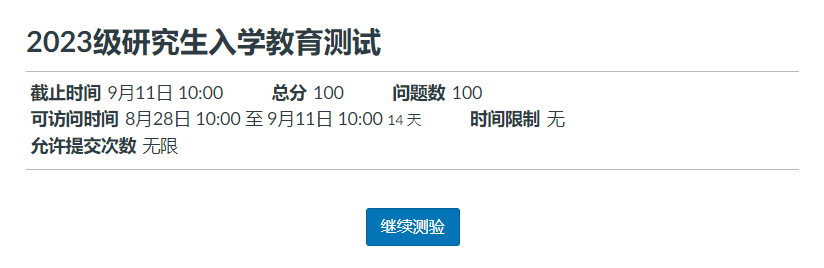 2023级研究生入学教育测试
截止时间 9月11日 10:00 总分 100 问题数 100
可访问时间 8月28日 10:00 至 9月11日 10:00 14 天 时间限制 无
允许提交次数 无限
继续测验